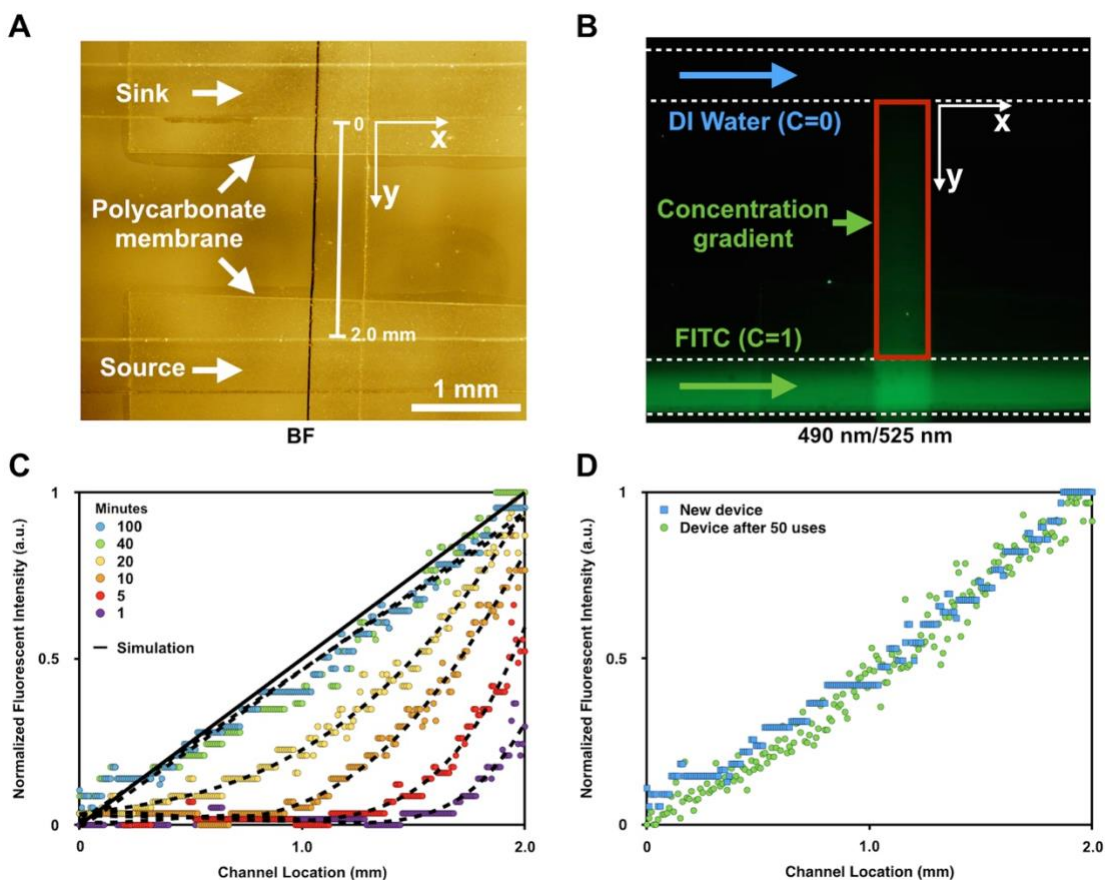 A
Sink
0
x
y
Polycarbonate
membrane
2.0 mm
Source
1 mm
BF
B
DI Water (C=0)
x
y
Concentration
gradient
FITC (C=1)
490 nm/525 nm
C
Normalized Fluorescent Intensity (a.u.)
1
0.5
0
Minutes
100
40
20
10
5
1
Simulation
0
1.0
2.0
Channel Location (mm)
D
Normalized Fluorescent Intensity (a.u.)
1
0.5
0
New device
Device after 50 uses
0
1.0
2.0
Channel Location (mm)